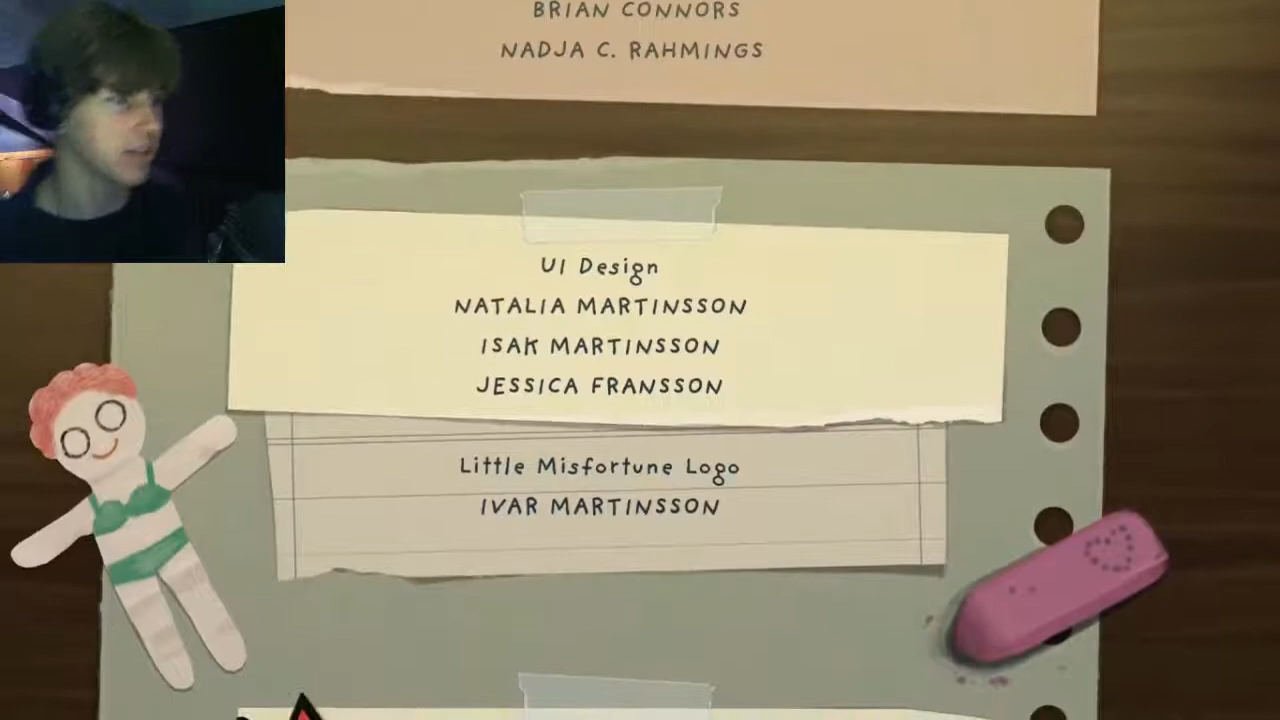 BRIAN CONNORS
NADJA C. RAHMINGS
UI Design
NATALIA MARTINSSON
ISAK MARTINSSON
JESSICA FRANSSON
Little Misfortune Logo
IVAR MARTINSSON